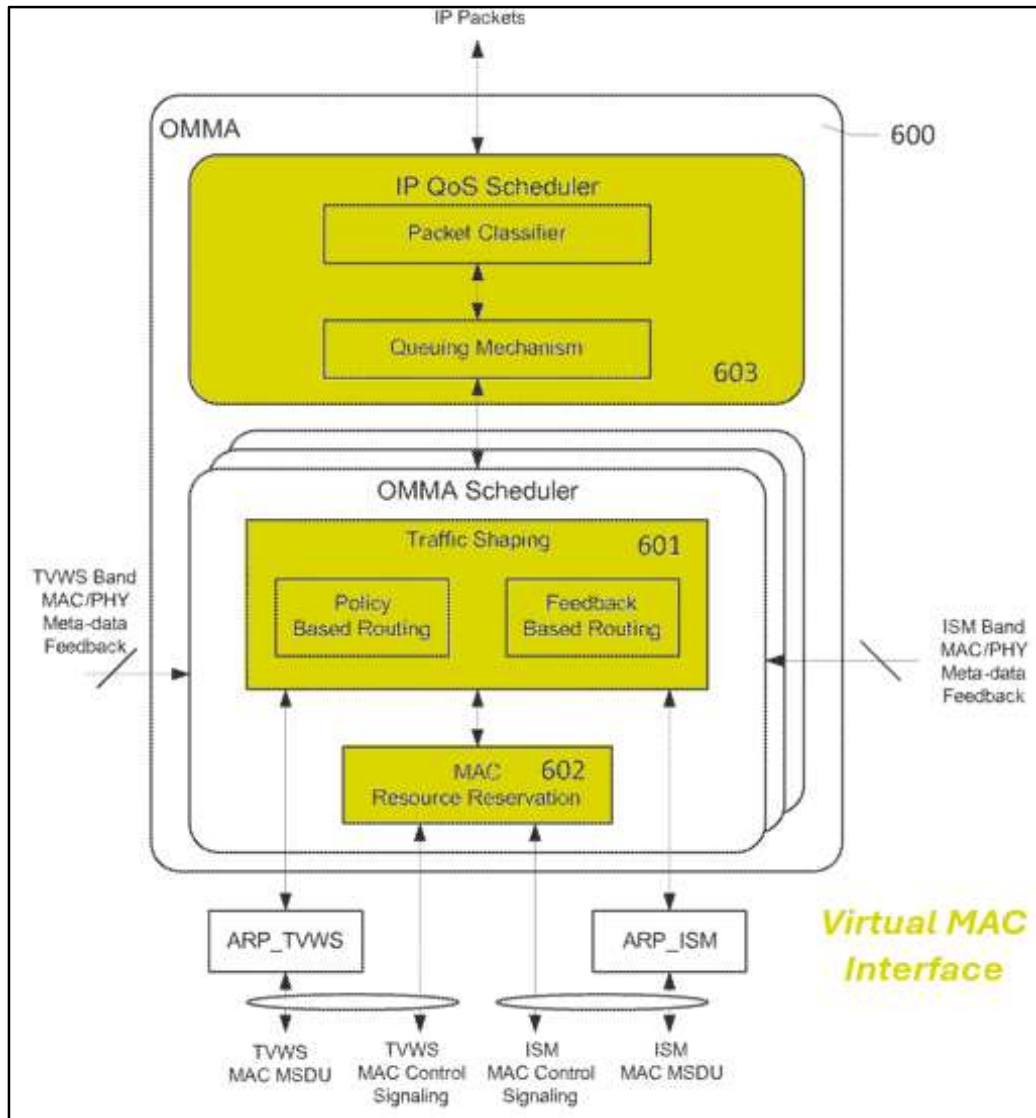 IP Packets
OMMA
600
IP QoS Scheduler
Packet Classifier
Queuing Mechanism
603
OMMA Scheduler
Traffic Shaping
601
Policy
Based Routing
Feedback
Based Routing
TVWS Band
MAC/PHY
Meta-data
Feedback
ISM Band
MAC/PHY
Meta-data
Feedback
MAC
602
Resource Reservation
ARP_TVWS
ARP_ISM
Virtual MAC
Interface
TVWS
MAC MSDU
TVWS
MAC Control
Signaling
ISM
MAC Control
Signaling
ISM
MAC MSDU